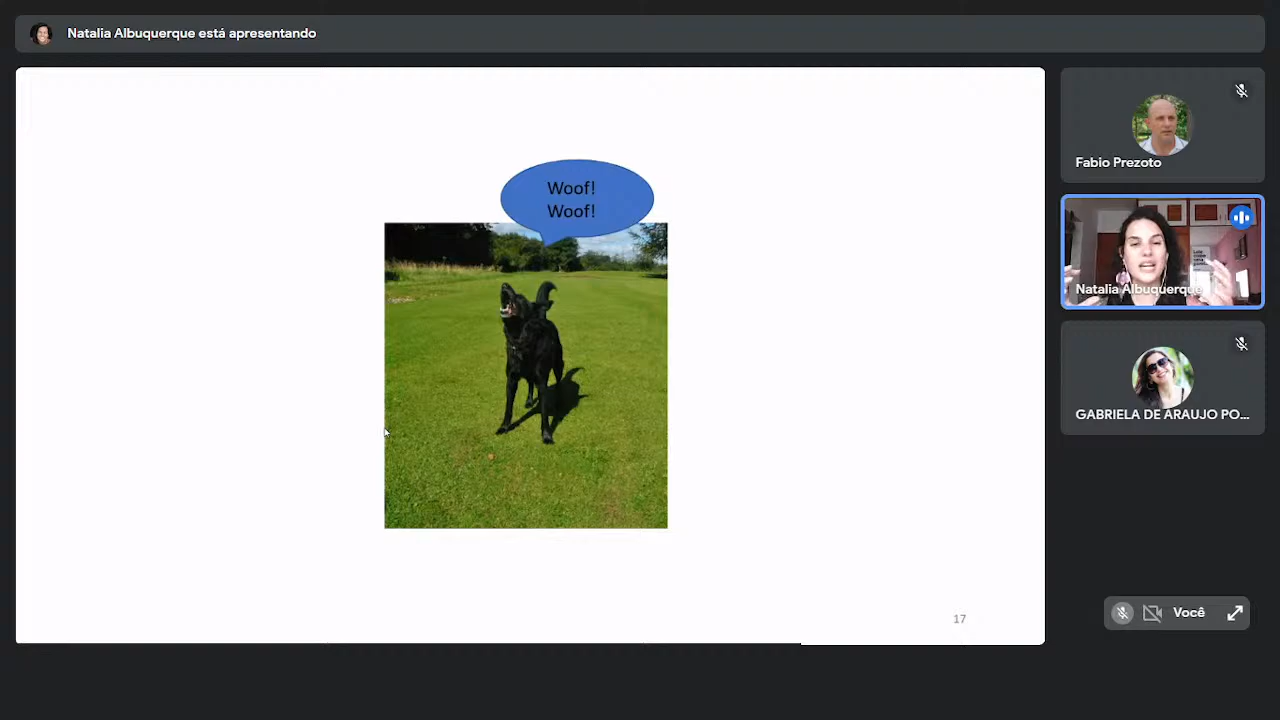 Natalia Albuquerque está apresentando
Woof!
Woof!
17
Fabio Prezoto
Natalia Albuquerque
GABRIELA DE ARAUJO PO...
Você